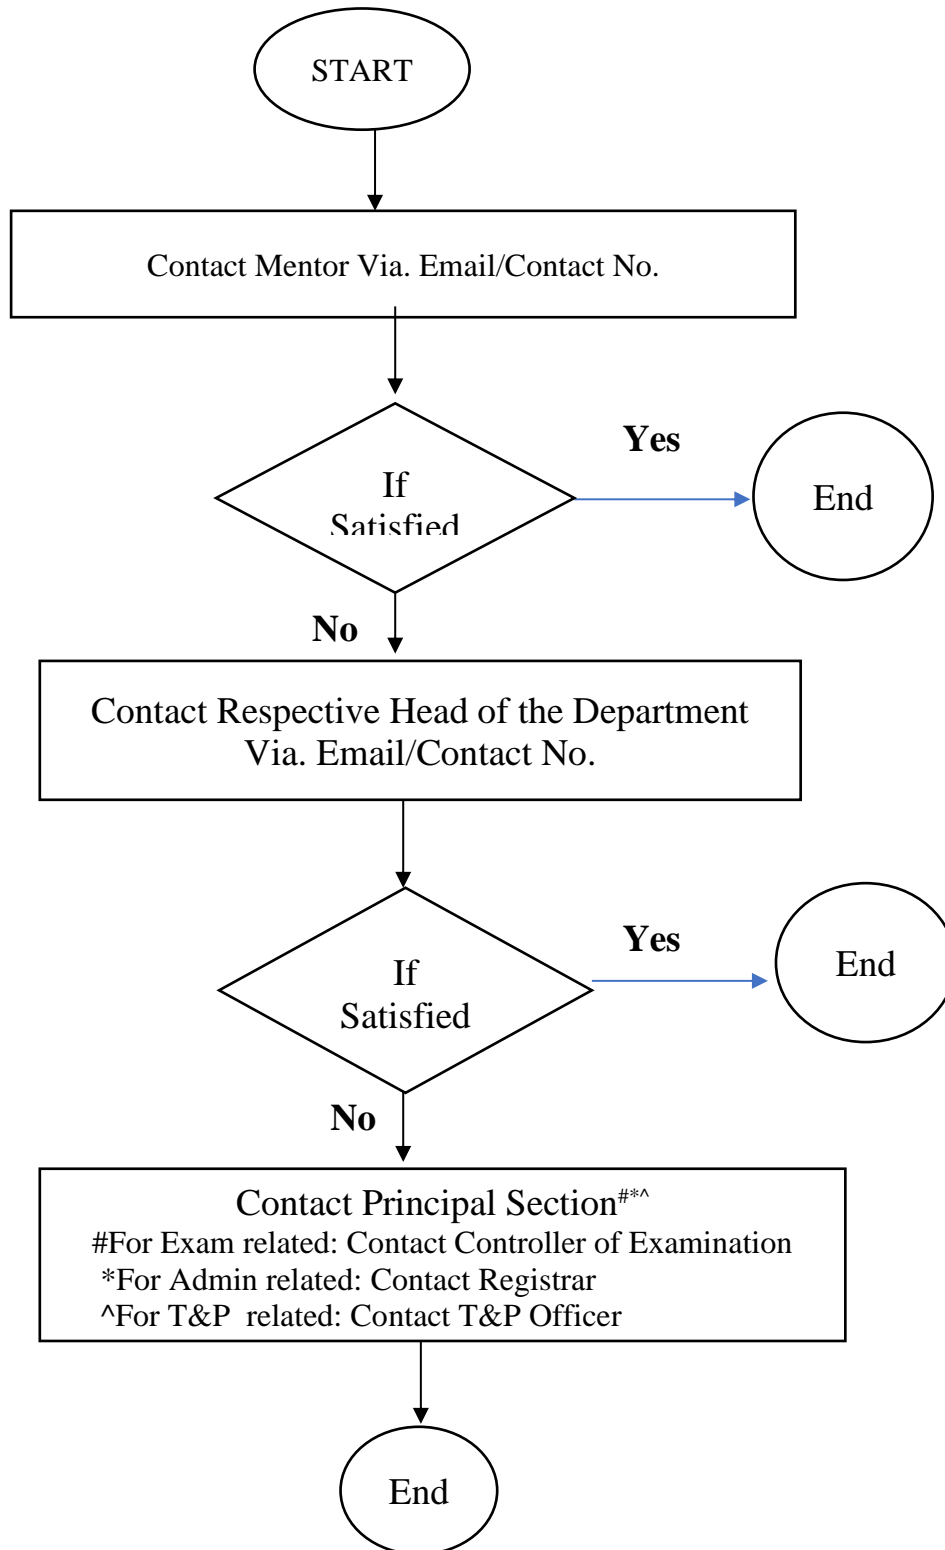 START
Contact Mentor Via. Email/Contact No.
Yes
If
Satisfied
End
No
Contact Respective Head of the Department
Via. Email/Contact No.
Yes
If
Satisfied
End
No
Contact Principal Section#*^
#For Exam related: Contact Controller of Examination
*For Admin related: Contact Registrar
^For T&P  related: Contact T&P Officer
End